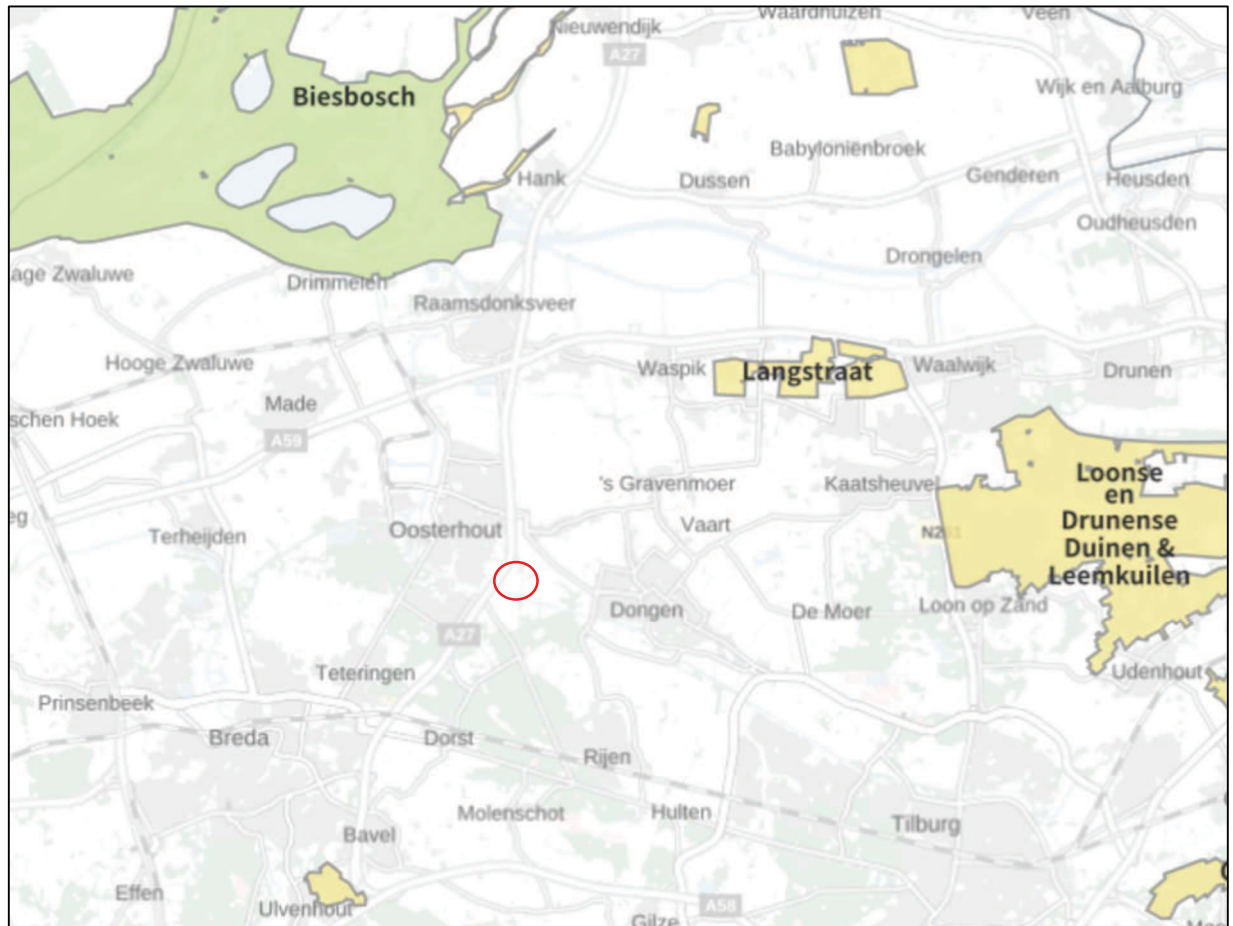 Nieuwendijk
Waardhuizen
Veen
A27
Biesbosch
Wijk en Aalburg
Babyloniënbroek
Hank
Dussen
Genderen
Heusden
Oudheusden
Drongelen
age Zwaluwe
Drimmelen
Raamsdonksveer
Hooge Zwaluwe
Waspik
Langstraat
Waalwijk
Drunen
Made
schen Hoek
A59
's Gravenmoer
Kaatsheuvel
Loonse
en
Drunense
Duinen &
Leemkuilen
eg
Terheijden
Oosterhout
Vaart
Dongen
De Moer
Loon op Zand
A27
Teteringen
Udenhout
Prinsenbeek
Breda
Dorst
Rijen
Molenschot
Hulten
Tilburg
Bavel
Effen
Ulvenhout
A58
Gilze